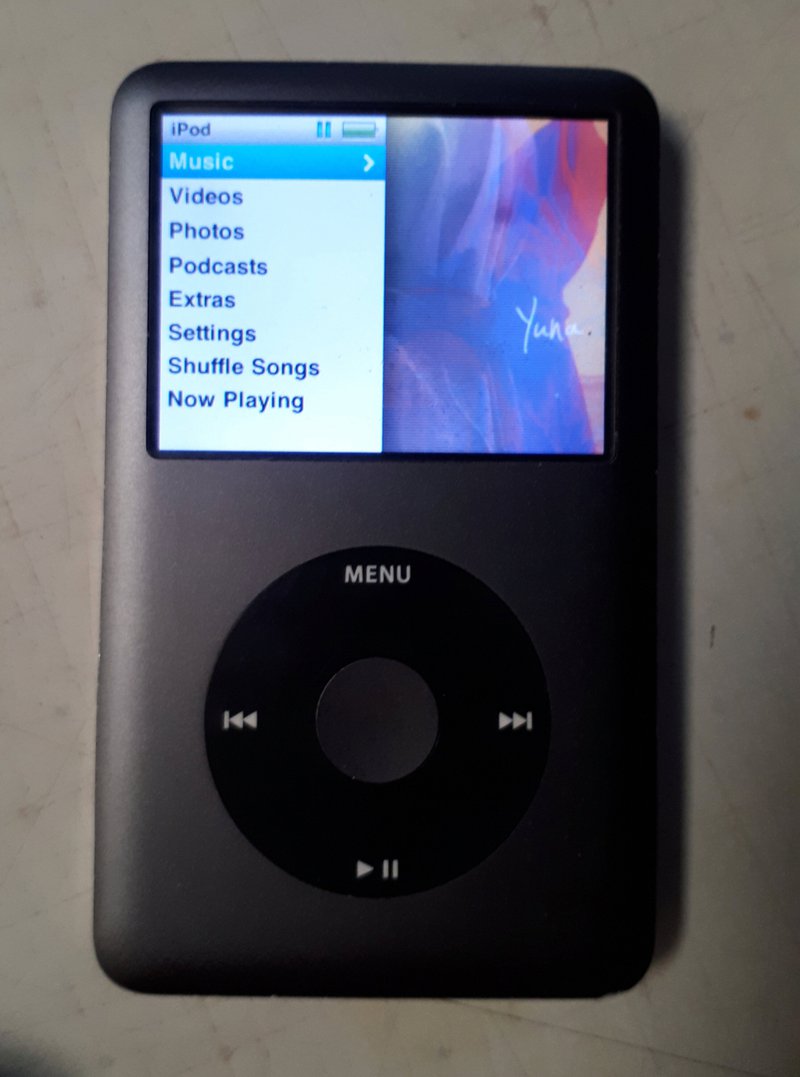 iPod
Music
Videos
Photos
Podcasts
Extras
Settings
Shuffle Songs
Now Playing
Yuna
MENU